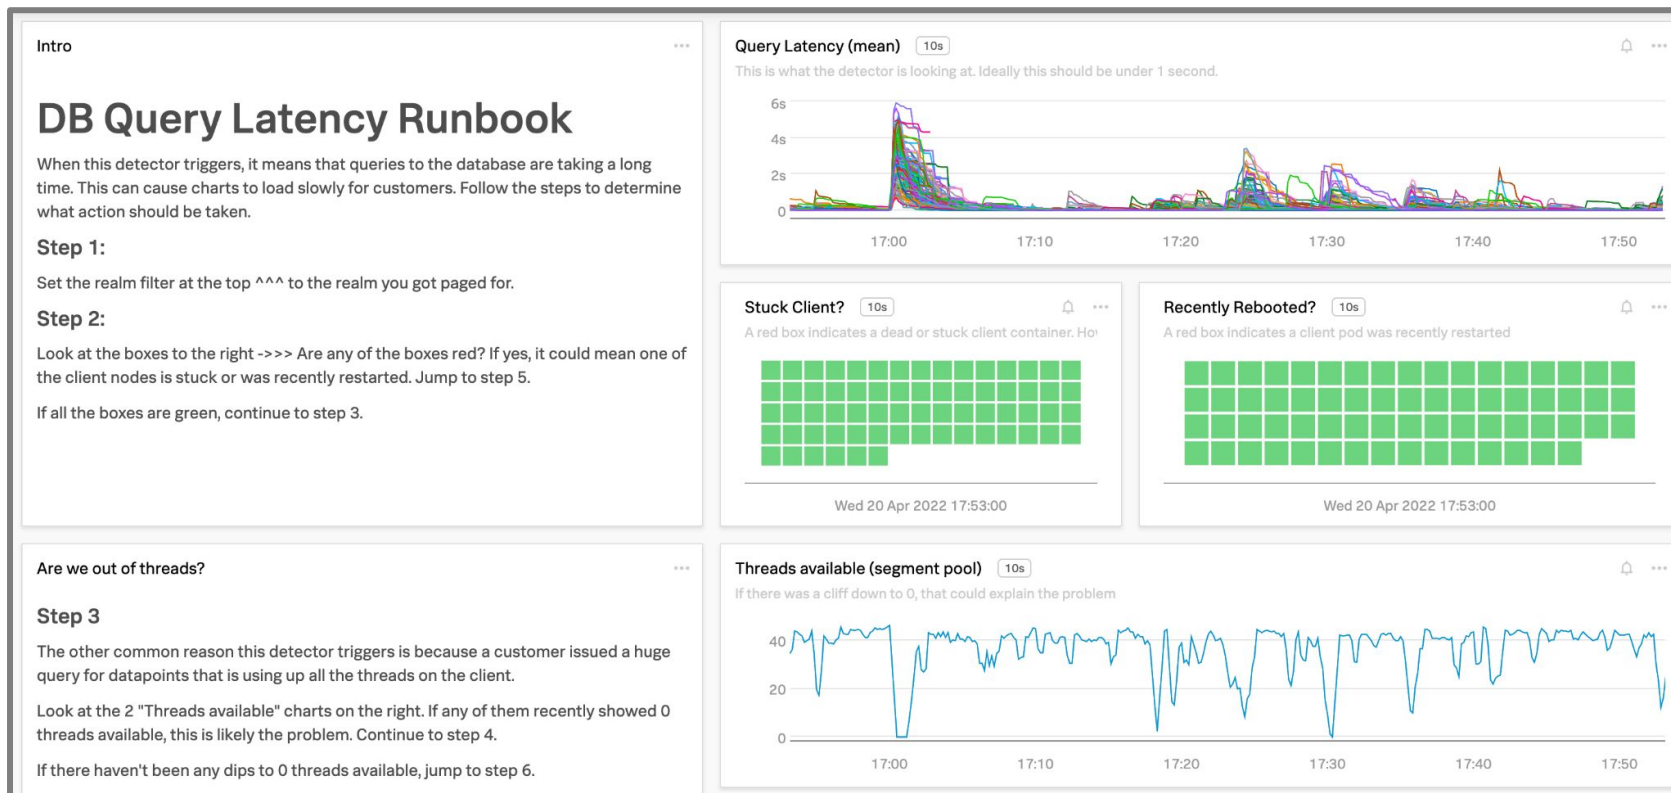 Intro
DB Query Latency Runbook
When this detector triggers, it means that queries to the database are taking a long
time. This can cause charts to load slowly for customers. Follow the steps to determine
what action should be taken.
Step 1:
Set the realm filter at the top ^^^ to the realm you got paged for.
Step 2:
Look at the boxes to the right ->>> Are any of the boxes red? If yes, it could mean one of
the client nodes is stuck or was recently restarted. Jump to step 5.
If all the boxes are green, continue to step 3.
Query Latency (mean) 10s
This is what the detector is looking at. Ideally this should be under 1 second.
6s
4s
2s
0
17:00 17:10 17:20 17:30 17:40 17:50
Stuck Client? 10s
A red box indicates a dead or stuck client container.
Wed 20 Apr 2022 17:53:00
Recently Rebooted? 10s
A red box indicates a client pod was recently restarted
Wed 20 Apr 2022 17:53:00
Are we out of threads?
Step 3
The other common reason this detector triggers is because a customer issued a huge
query for datapoints that is using up all the threads on the client.
Look at the 2 "Threads available" charts on the right. If any of them recently showed 0
threads available, this is likely the problem. Continue to step 4.
If there haven't been any dips to 0 threads available, jump to step 6.
Threads available (segment pool) 10s
If there was a cliff down to 0, that could explain the problem
40
20
0
17:00 17:10 17:20 17:30 17:40 17:50